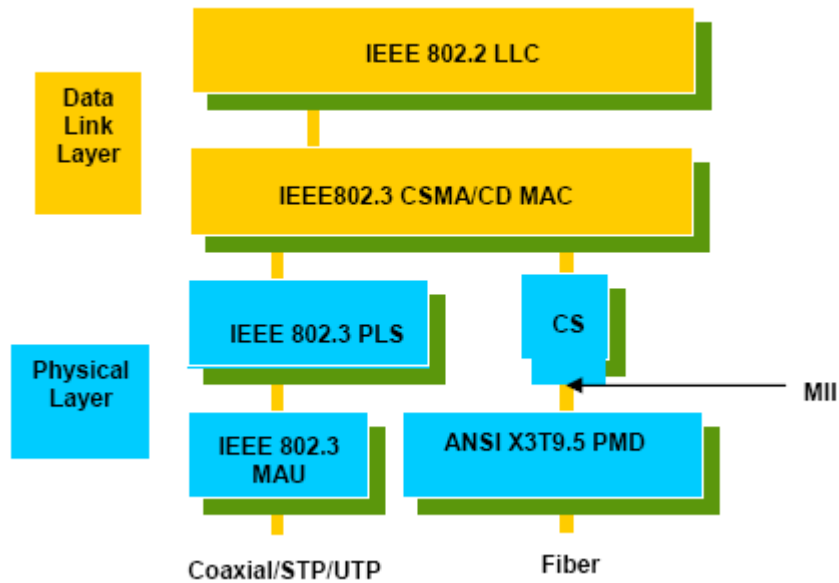 IEEE 802.2 LLC
Data
Link
Layer
IEEE802.3 CSMA/CD MAC
IEEE 802.3 PLS
CS
Physical
Layer
MII
IEEE 802.3
MAU
ANSI X3T9.5 PMD
Coaxial/STP/UTP
Fiber